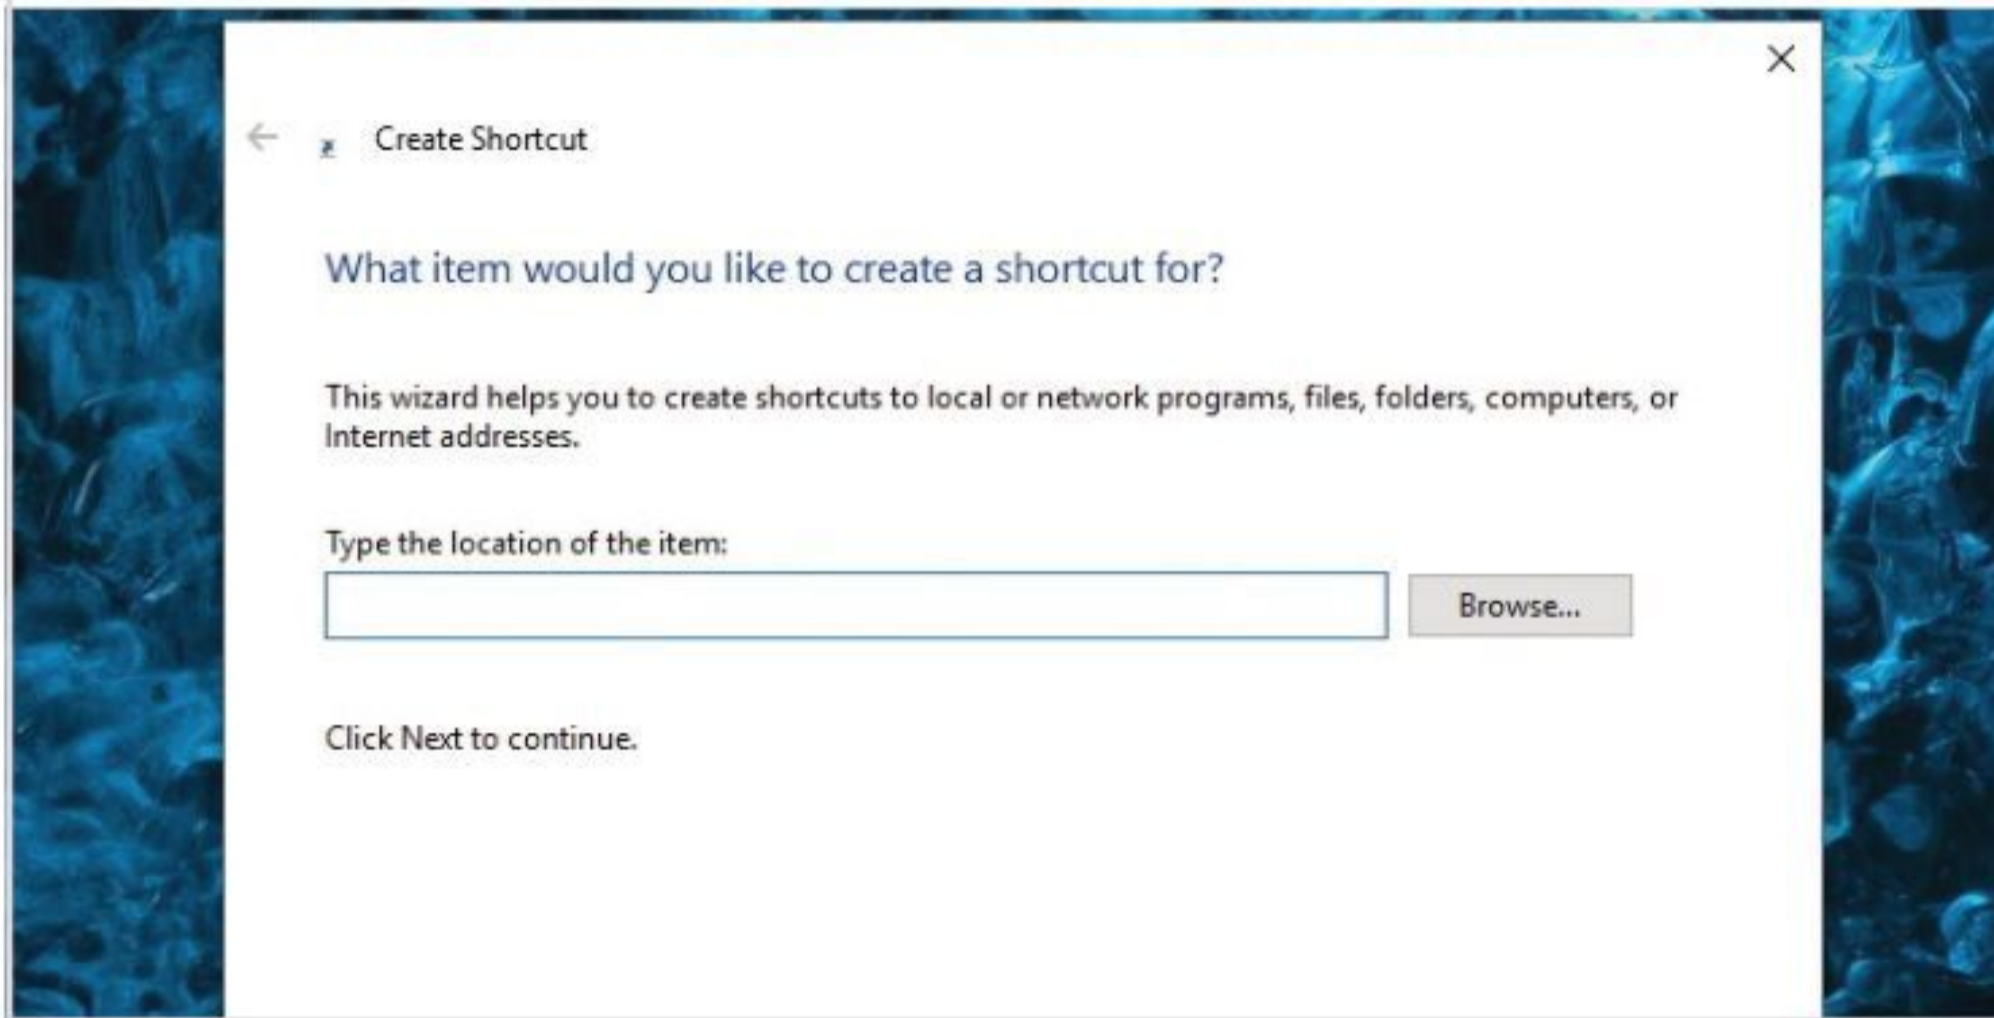 Create Shortcut
What item would you like to create a shortcut for?
This wizard helps you to create shortcuts to local or network programs, files, folders, computers, or
Internet addresses.
Type the location of the item:
Browse...
Click Next to continue.